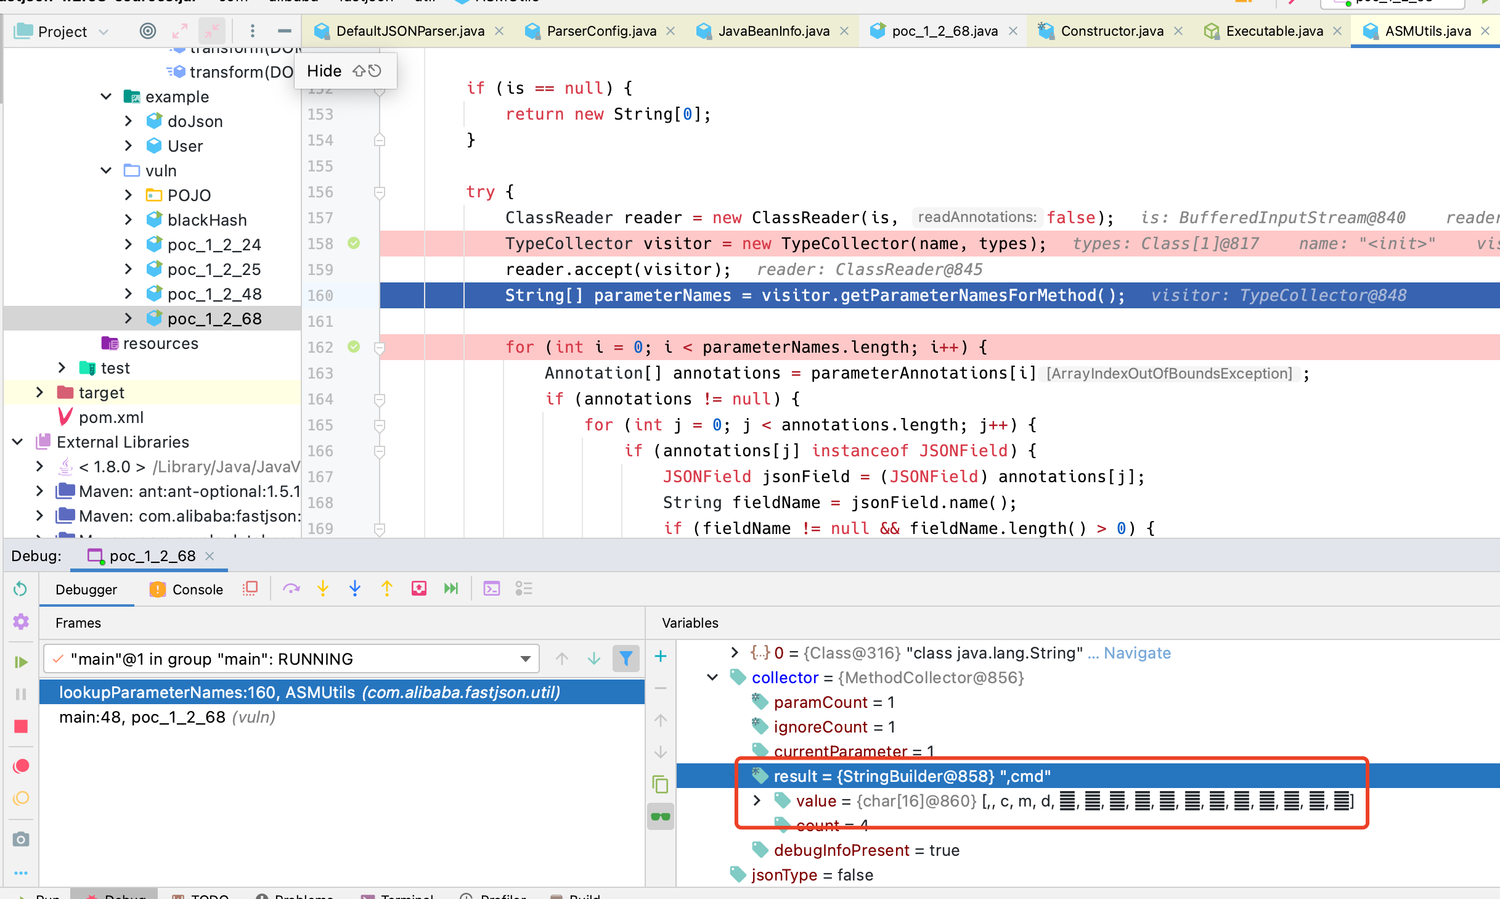 Project
DefaultJSONParser.java
ParserConfig.java
JavaBeanInfo.java
poc_1_2_68.java
Constructor.java
Executable.java
ASMUtils.java
transform(DO
Hide
example
doJson
User
vuln
POJO
blackHash
poc_1_2_24
poc_1_2_25
poc_1_2_48
poc_1_2_68
resources
test
target
pom.xml
External Libraries
< 1.8.0 > /Library/Java/JavaV
Maven: ant:ant-optional:1.5.1
Maven: com.alibaba:fastjson:
if (is == null) {
153 return new String[0];
154 }
155
156 try {
157 ClassReader reader = new ClassReader(is, readAnnotations: false); is: BufferedInputStream@840 reader
158 TypeCollector visitor = new TypeCollector(name, types); types: Class[1]@817 name: "<init>" vis
159 reader.accept(visitor); reader: ClassReader@845
160 String[] parameterNames = visitor.getParameterNamesForMethod(); visitor: TypeCollector@848
161
162 for (int i = 0; i < parameterNames.length; i++) {
163 Annotation[] annotations = parameterAnnotations[i] [ArrayIndexOutOfBoundsException] ;
164 if (annotations != null) {
165 for (int j = 0; j < annotations.length; j++) {
166 if (annotations[j] instanceof JSONField) {
167 JSONField jsonField = (JSONField) annotations[j];
168 String fieldName = jsonField.name();
169 if (fieldName != null && fieldName.length() > 0) {
Debug: poc_1_2_68
Debugger Console
Frames
"main"@1 in group "main": RUNNING
lookupParameterNames:160, ASMUtils (com.alibaba.fastjson.util)
main:48, poc_1_2_68 (vuln)
Variables
0 = {Class@316} "class java.lang.String" ... Navigate
collector = {MethodCollector@856}
paramCount = 1
ignoreCount = 1
currentParameter = 1
result = {StringBuilder@858} ",cmd"
value = {char[16]@860} [,, c, m, d,
count = 4
debugInfoPresent = true
jsonType = false
Run Debug TODO Problems Terminal Profiler Build